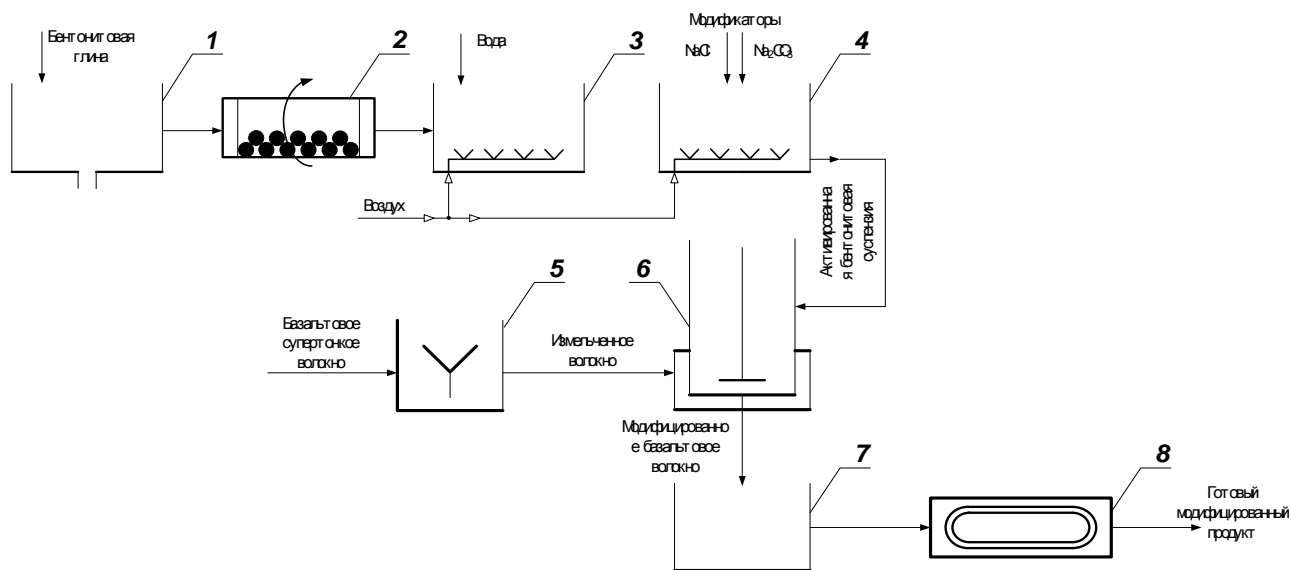 Бентонитовая
глина
1
2
Вода
3
Модификаторы
NaCl
Na₂CO₃
4
Воздух
Активированна
я бентонитовая
суспензия
5
6
Базальтовое
супертонкое
волокно
Измельченное
волокно
Модифицированно
е базальтовое
волокно
7
8
Готовый
модифицированный
продукт